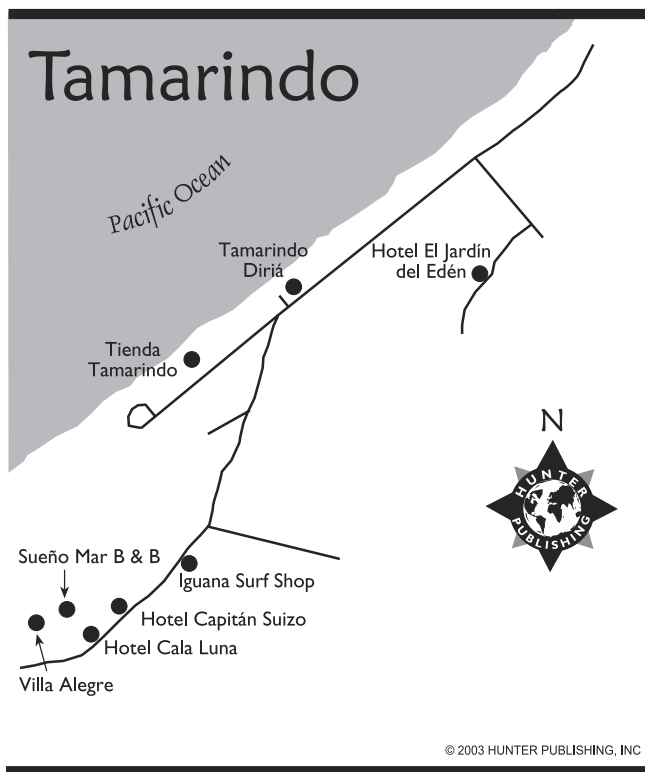 Tamarindo
Pacific Ocean
Tamarindo
Diriá
Hotel El Jardín
del Edén
Tienda
Tamarindo
N
HUNTER
PUBLISHING
Sueño Mar B & B
Iguana Surf Shop
Hotel Capitán Suizo
Hotel Cala Luna
Villa Alegre
© 2003 HUNTER PUBLISHING, INC